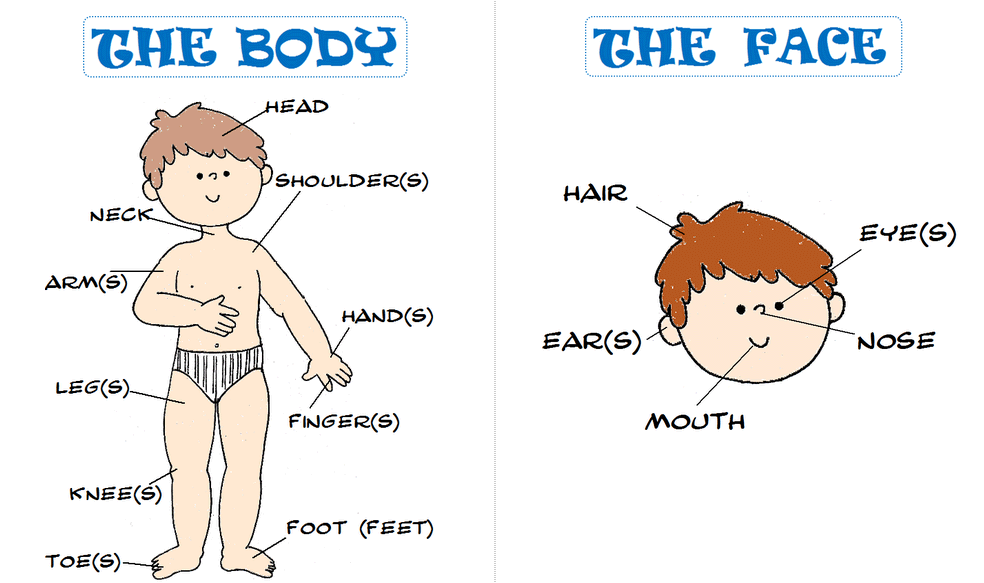 THE BODY
HEAD
SHOULDER(S)
NECK
ARM(S)
HAND(S)
LEG(S)
FINGER(S)
KNEE(S)
FOOT (FEET)
TOE(S)
THE FACE
HAIR
EYE(S)
EAR(S)
NOSE
MOUTH